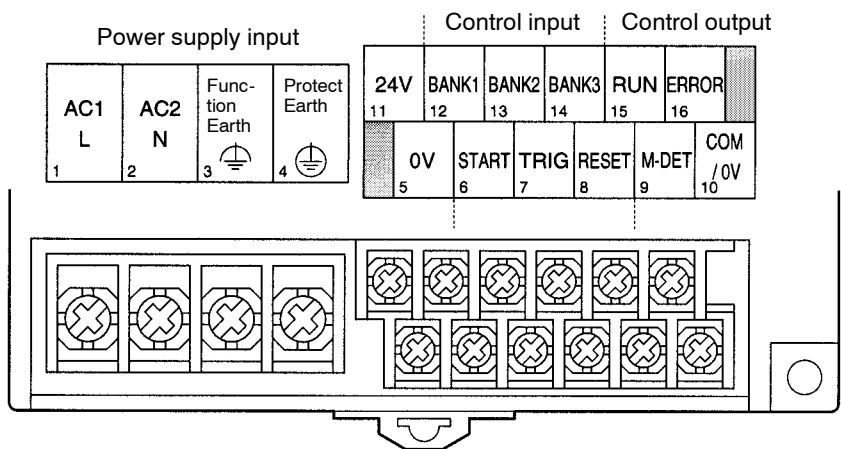 Power supply input
Control input
Control output
AC1
L
1
AC2
N
2
Func-
tion
Earth
3
Protect
Earth
4
24V
11
BANK1
12
BANK2
13
BANK3
14
RUN
15
ERROR
16
0V
5
START
6
TRIG
7
RESET
8
M-DET
9
COM
/ 0V
10